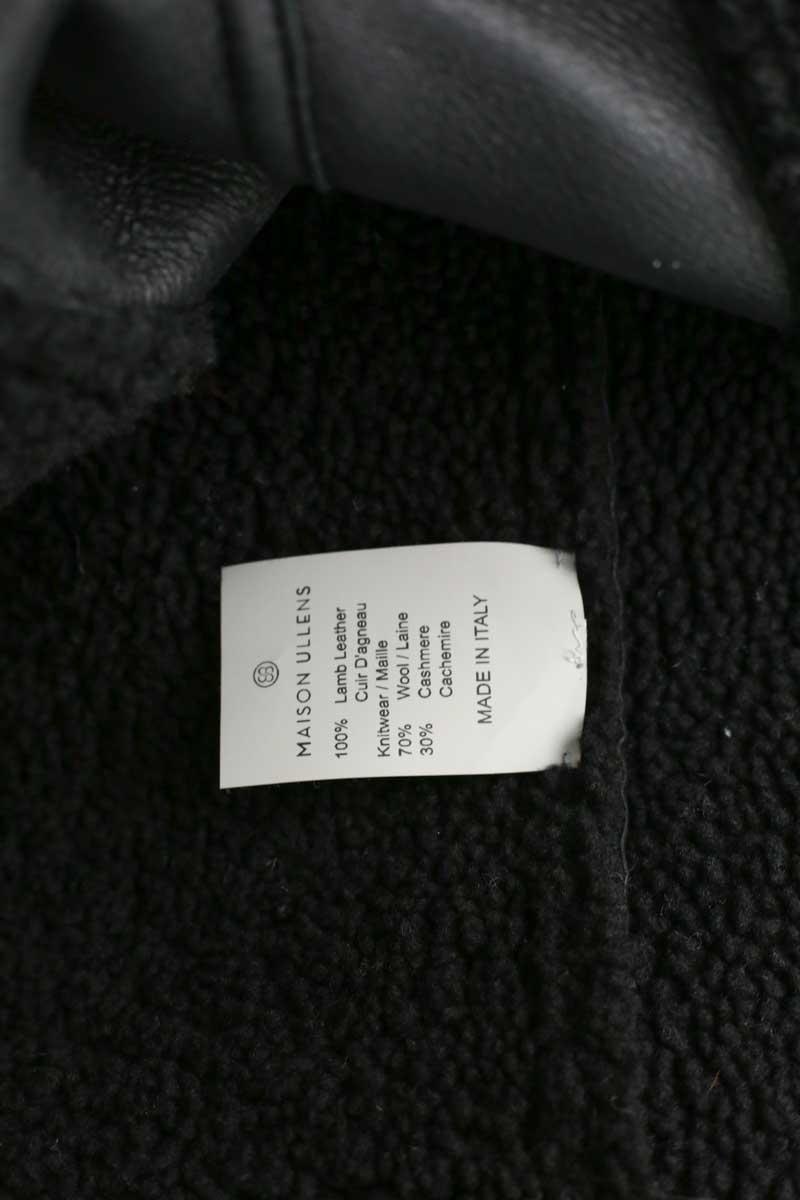 MAISON ULLENS
100% Lamb Leather
Cuir D'agneau
Knitwear / Maille
70% Wool / Laine
30% Cashmere
Cachemire
MADE IN ITALY